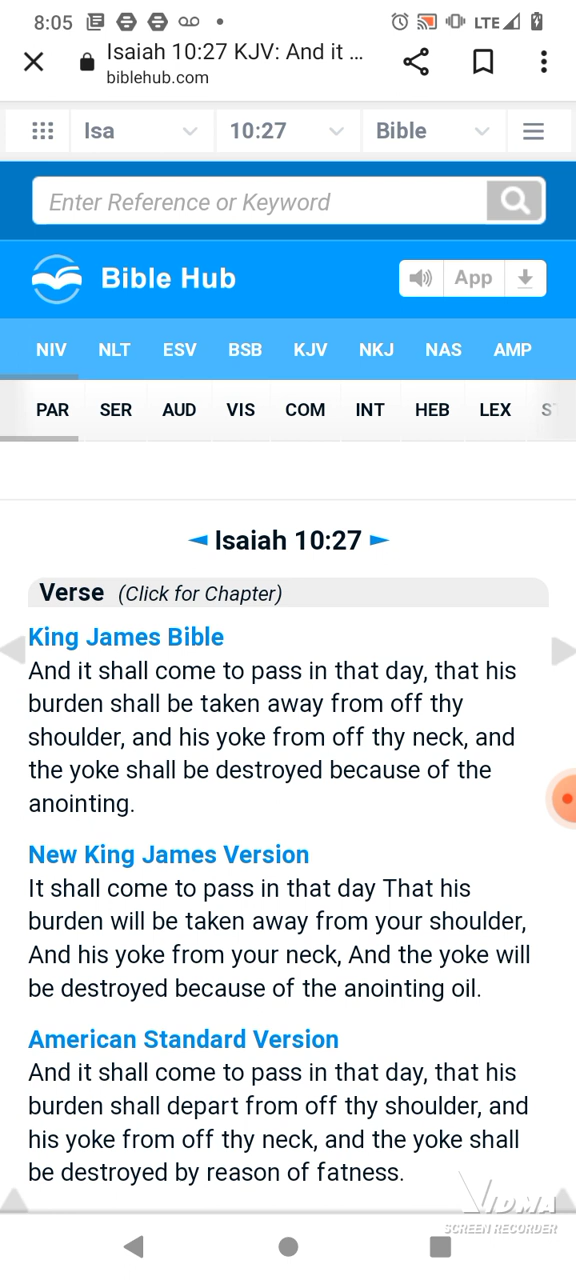 8:05 LTE
Isaiah 10:27 KJV: And it ...
biblehub.com
Isa 10:27 Bible
Enter Reference or Keyword
Bible Hub App
NIV NLT ESV BSB KJV NKJ NAS AMP
PAR SER AUD VIS COM INT HEB LEX
Isaiah 10:27
Verse (Click for Chapter)
King James Bible
And it shall come to pass in that day, that his
burden shall be taken away from off thy
shoulder, and his yoke from off thy neck, and
the yoke shall be destroyed because of the
anointing.
New King James Version
It shall come to pass in that day That his
burden will be taken away from your shoulder,
And his yoke from your neck, And the yoke will
be destroyed because of the anointing oil.
American Standard Version
And it shall come to pass in that day, that his
burden shall depart from off thy shoulder, and
his yoke from off thy neck, and the yoke shall
be destroyed by reason of fatness.
VIDMA
SCREEN RECORDER